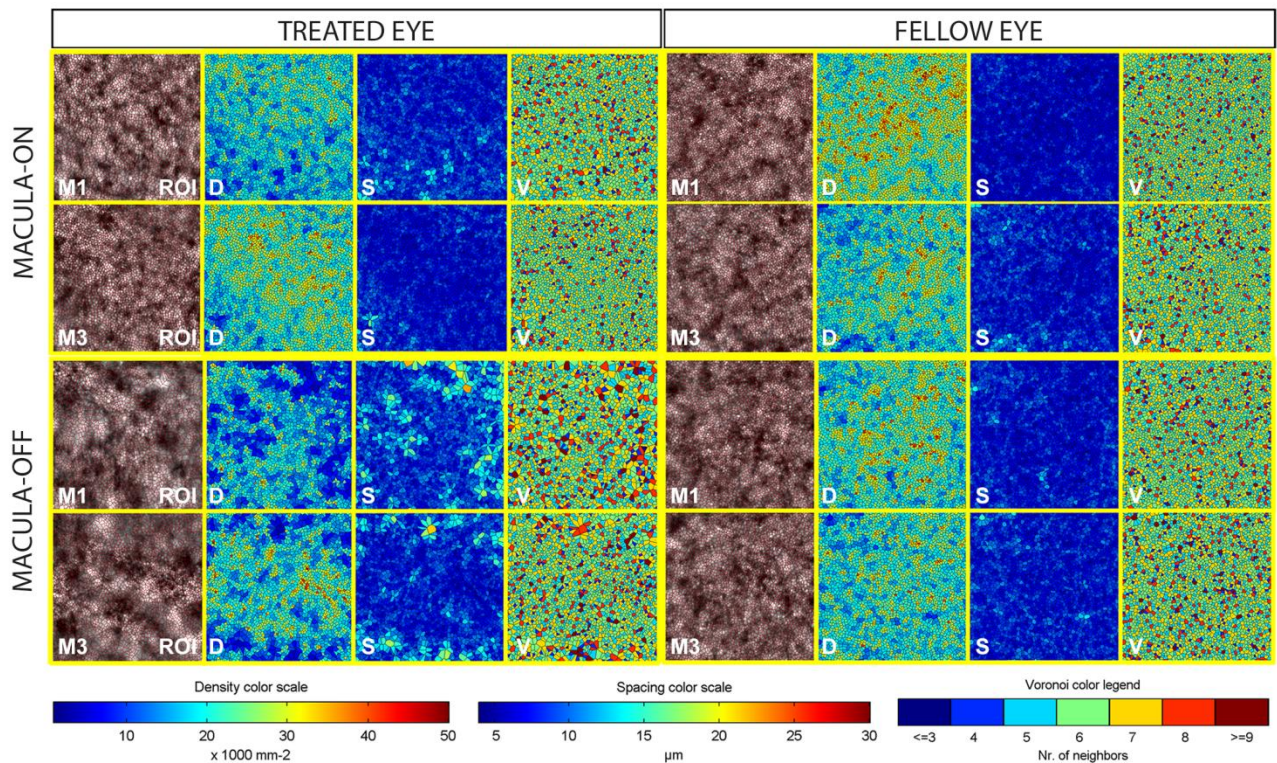 TREATED EYE FELLOW EYE
MACULA-ON
M1 ROI D S V M1 D S V
M3 ROI D S V M3 D S V
MACULA-OFF
M1 ROI D S V M1 D S V
M3 ROI D S V M3 D S V
Density color scale Spacing color scale Voronoi color legend
10 20 30 40 50 5 10 15 20 25 30 <=3 4 5 6 7 8 >=9
x 1000 mm-2 µm Nr. of neighbors